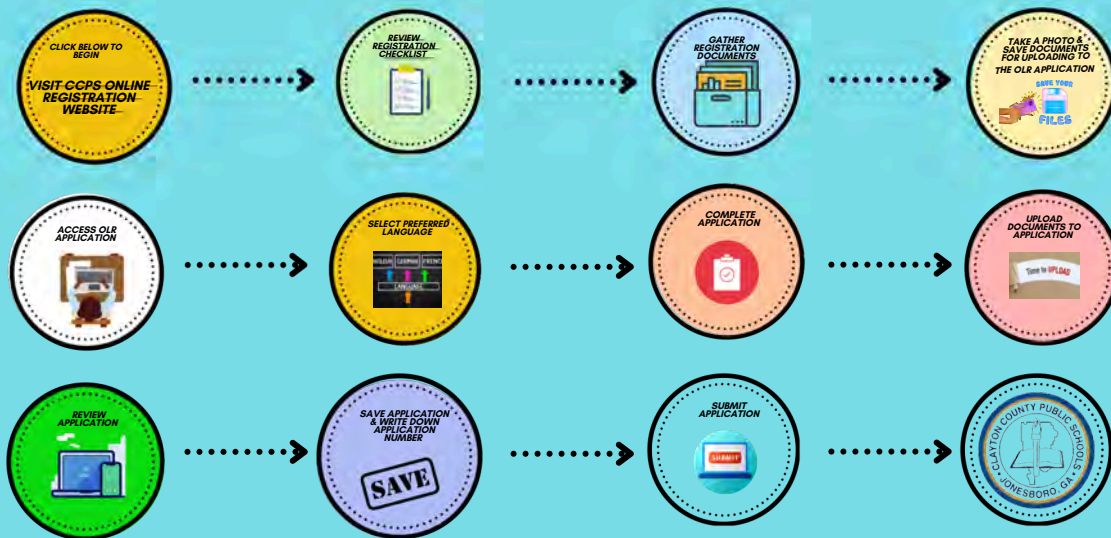 CLICK BELOW TO
BEGIN
VISIT CCPS ONLINE
REGISTRATION
WEBSITE
REVIEW
REGISTRATION
CHECKLIST
GATHER
REGISTRATION
DOCUMENTS
TAKE A PHOTO &
SAVE DOCUMENTS
FOR UPLOADING TO
THE OLR APPLICATION
SAVE YOUR
FILES
ACCESS OLR
APPLICATION
SELECT PREFERRED
LANGUAGE
GERMAN
LANGUAGE
COMPLETE
APPLICATION
UPLOAD
DOCUMENTS TO
APPLICATION
Time to UPLOAD
REVIEW
APPLICATION
SAVE APPLICATION
& WRITE DOWN
APPLICATION
NUMBER
SAVE
SUBMIT
APPLICATION
SUBMIT
CLAYTON COUNTY PUBLIC SCHOOLS
JONESBORO, GA